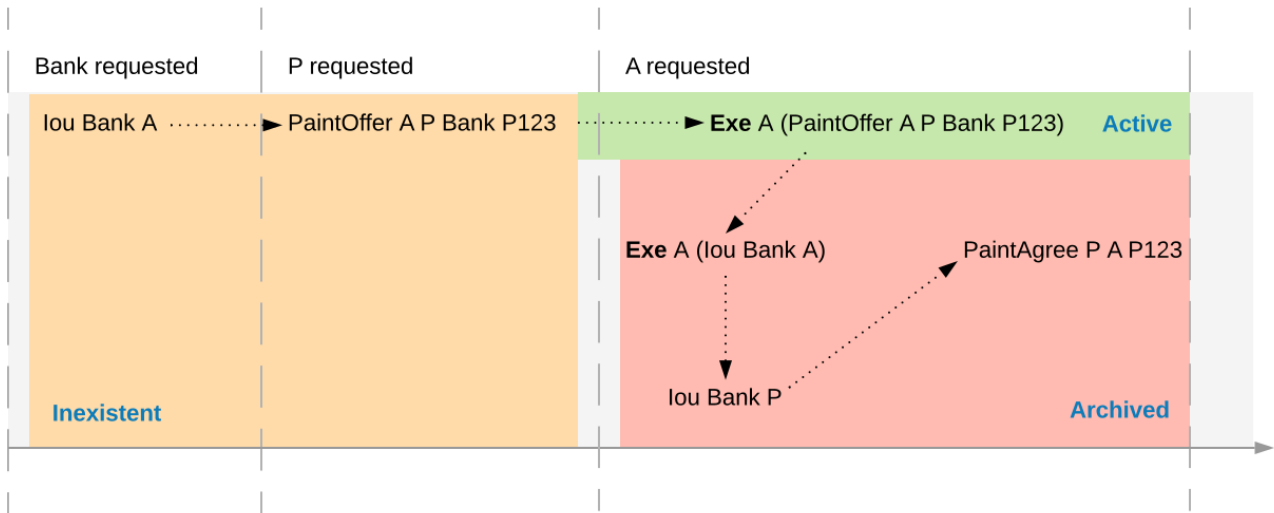 Bank requested
P requested
A requested
Iou Bank A
PaintOffer A P Bank P123
Exe A (PaintOffer A P Bank P123)
Active
Exe A (Iou Bank A)
PaintAgree P A P123
Iou Bank P
Inexistent
Archived